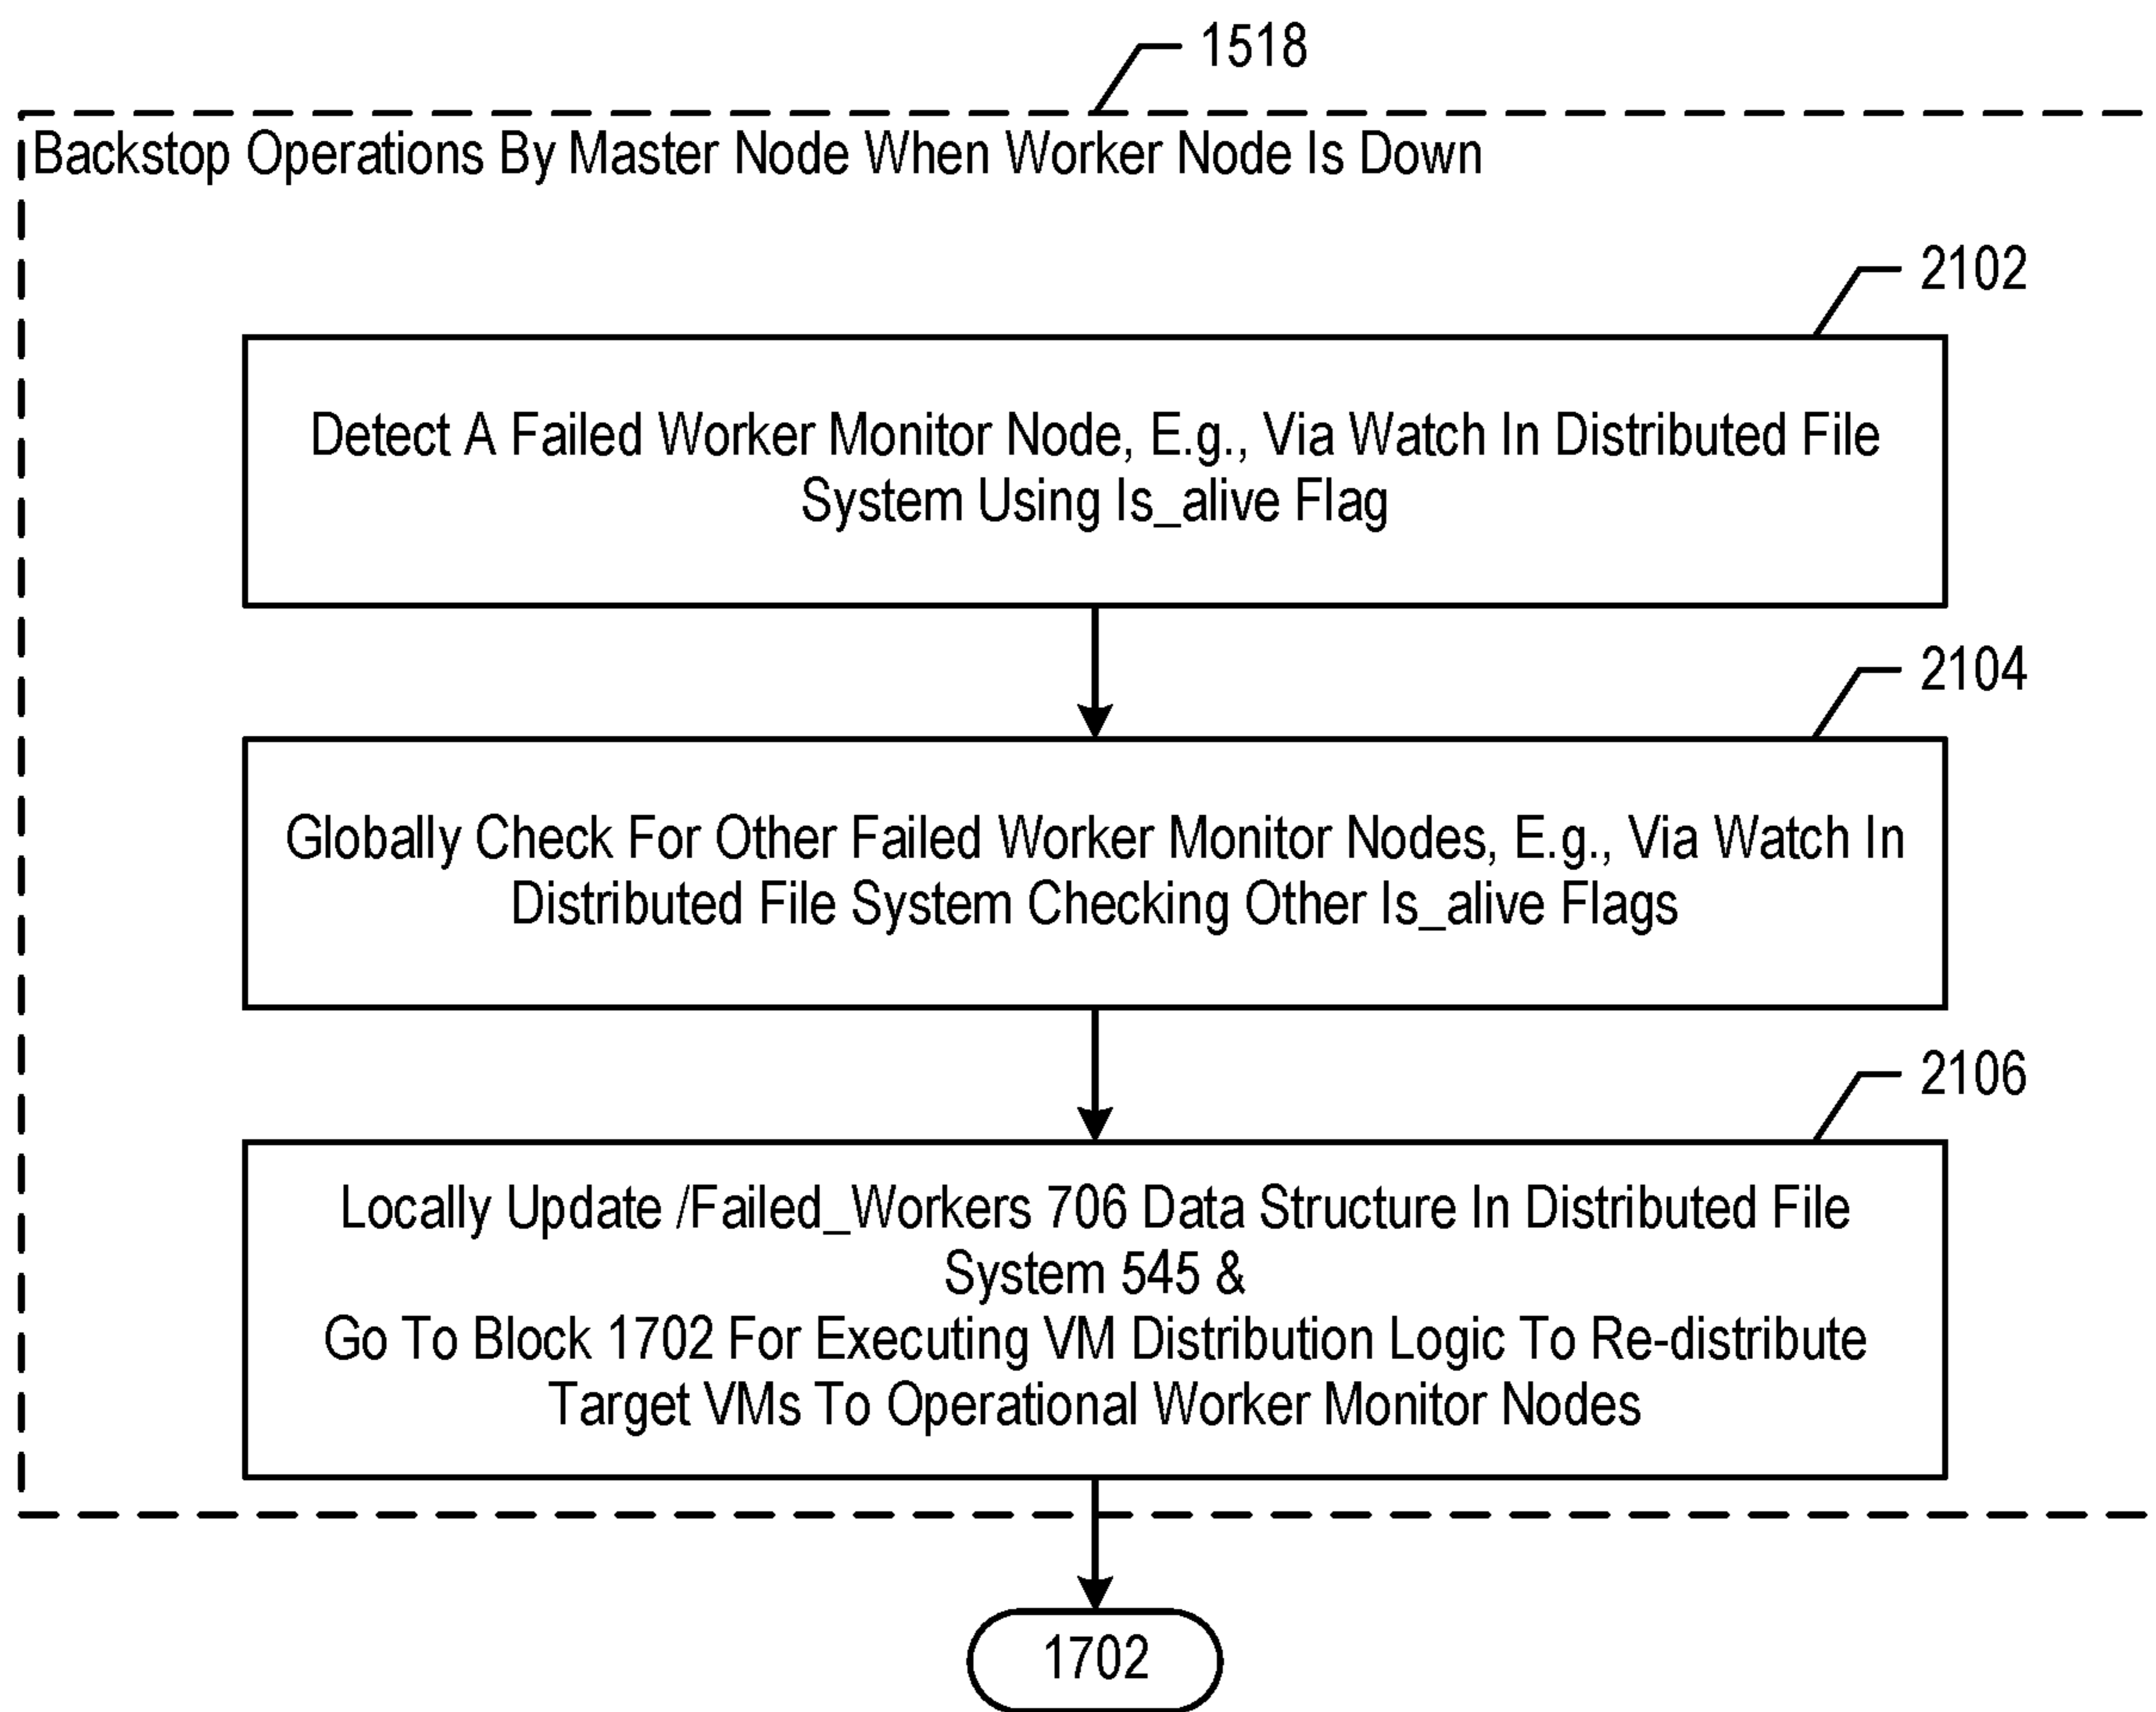 1518
Backstop Operations By Master Node When Worker Node Is Down
2102
Detect A Failed Worker Monitor Node, E.g., Via Watch In Distributed File
System Using Is_alive Flag
2104
Globally Check For Other Failed Worker Monitor Nodes, E.g., Via Watch In
Distributed File System Checking Other Is_alive Flags
2106
Locally Update /Failed_Workers 706 Data Structure In Distributed File
System 545 &
Go To Block 1702 For Executing VM Distribution Logic To Re-distribute
Target VMs To Operational Worker Monitor Nodes
1702